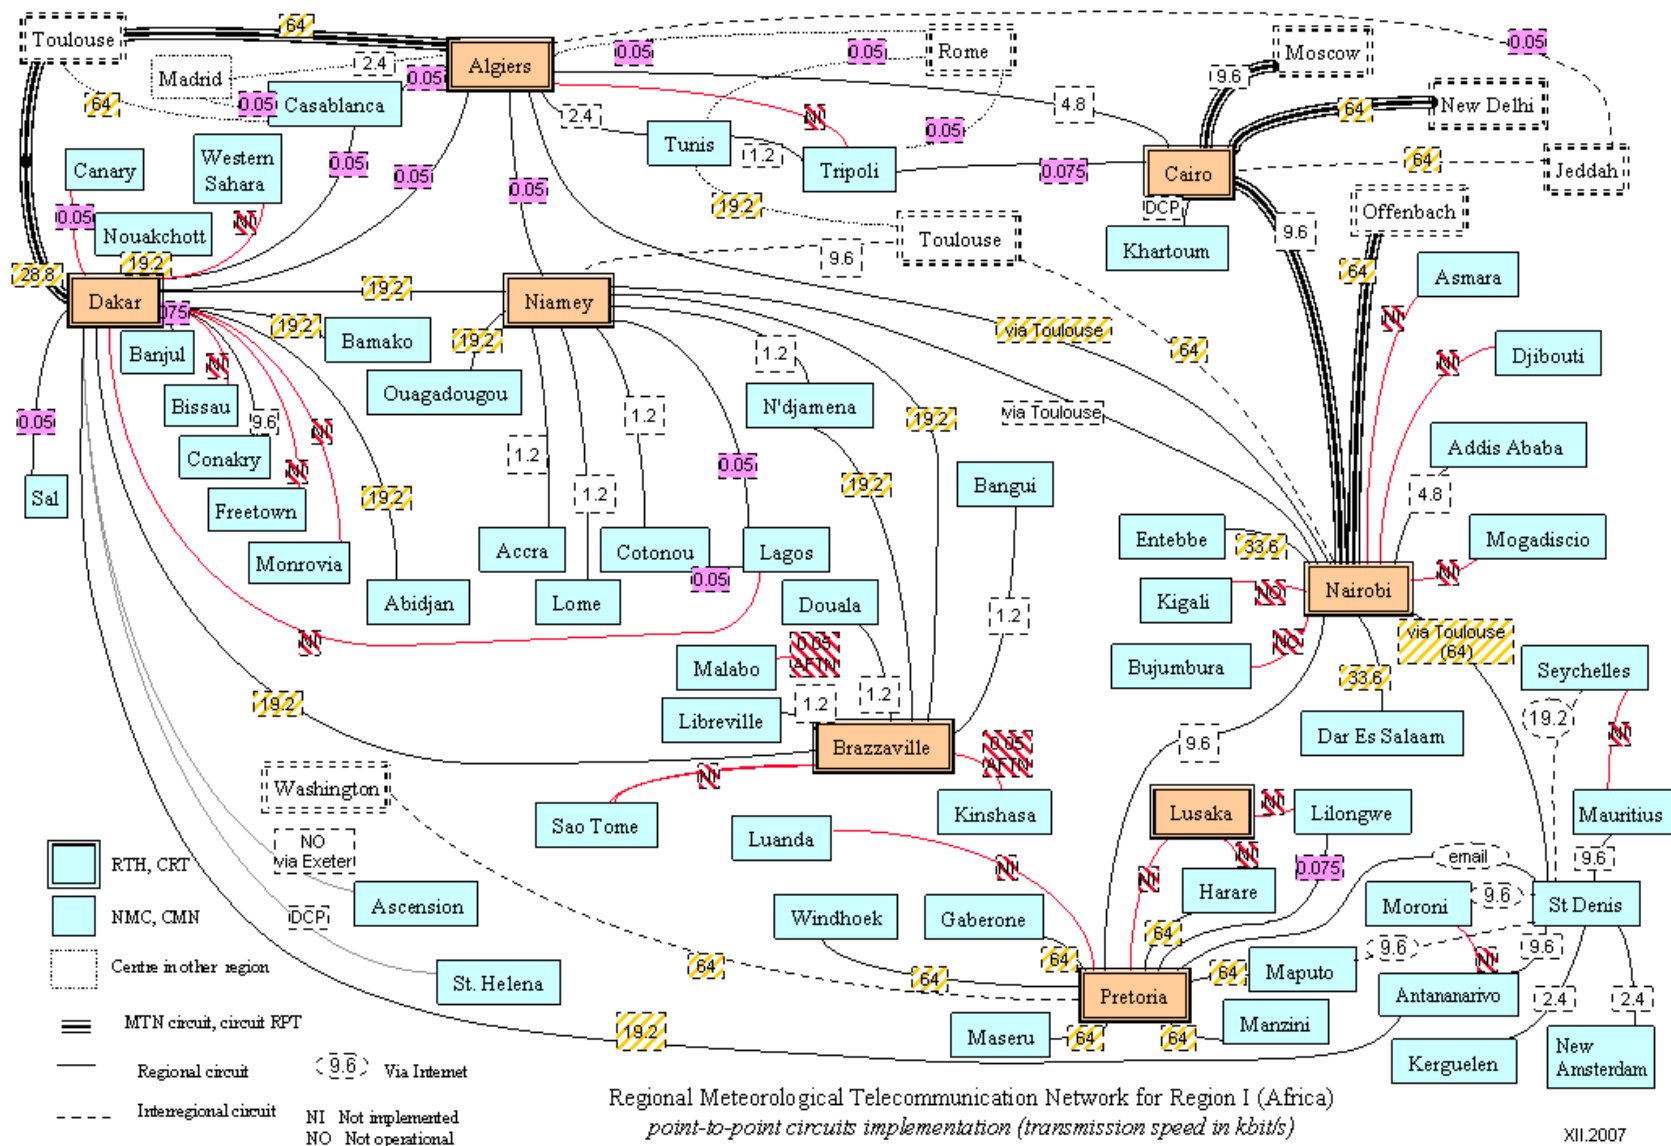 64
Toulouse
Algiers
0.05
0.05
Rome
0.05
Moscow
Madrid
2.4
0.05
9.6
0.05
Casablanca
64
2.4
4.8
64
New Delhi
NI
0.05
Tunis
1.2
Tripoli
0.075
Cairo
64
Jeddah
Canary
Western
Sahara
0.05
0.05
0.05
0.05
NI
Nouakchott
19.2
19.2
DCP
Khartoum
9.6
Offenbach
Toulouse
9.6
64
28.8
Dakar
19.2
Niamey
Asmara
075
19.2
Bamako
19.2
via Toulouse
64
NI
Banjul
NI
Ouagadougou
1.2
N'djamena
NI
Djibouti
Bissau
0.05
9.6
NI
1.2
19.2
via Toulouse
Conakry
NI
1.2
0.05
19.2
Bangui
Addis Ababa
4.8
Sal
Freetown
19.2
1.2
Monrovia
Accra
Cotonou
Lagos
Entebbe
33.6
Mogadiscio
NI
0.05
Abidjan
Lome
Douala
1.2
Kigali
NO
Nairobi
NI
Malabo
0.05
AFTN
Bujumbura
NO
via Toulouse
(64)
33.6
Seychelles
19.2
Libreville
1.2
1.2
19.2
NI
Brazzaville
0.05
AFTN
9.6
Dar Es Salaam
Washington
NI
Sao Tome
Kinshasa
Lusaka
NI
Lilongwe
Mauritius
Luanda
NO
via Exeter
NI
NI
NI
0.075
email
9.6
RTH, CRT
Ascension
Harare
Moroni
9.6
St Denis
NMC, CMN
DCP
Windhoek
Gaberone
64
9.6
9.6
Centre in other region
64
64
64
64
Maputo
NI
St. Helena
Pretoria
Antananarivo
2.4
2.4
MTN circuit, circuit RPT
19.2
Maseru
64
64
Manzini
Kerguelen
New
Amsterdam
Regional circuit
9.6
Via Internet
Interregional circuit
NI Not implemented
NO Not operational
Regional Meteorological Telecommunication Network for Region I (Africa)
point-to-point circuits implementation (transmission speed in kbit/s)
XII.2007